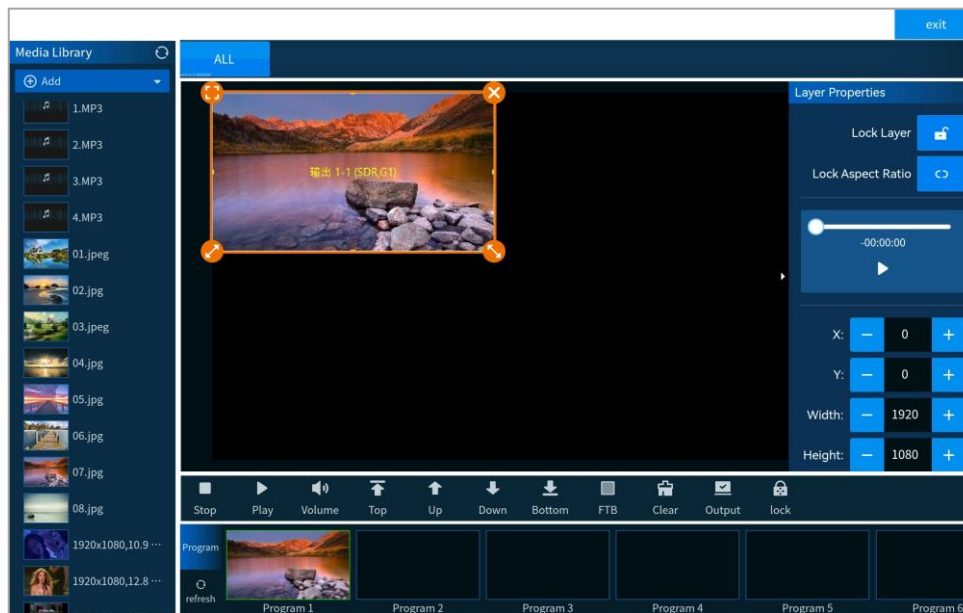 exit
Media Library
ALL
Add
1.MP3
2.MP3
3.MP3
4.MP3
01.jpeg
02.jpg
03.jpeg
04.jpg
05.jpg
06.jpg
07.jpg
08.jpg
1920x1080,10.9 ···
1920x1080,12.8 ···
输出 1-1 (SDR,G1)
Layer Properties
Lock Layer
Lock Aspect Ratio
-00:00:00
X: 0
Y: 0
Width: 1920
Height: 1080
Stop Play Volume Top Up Down Bottom FTB Clear Output lock
Program
refresh
Program 1 Program 2 Program 3 Program 4 Program 5 Program 6